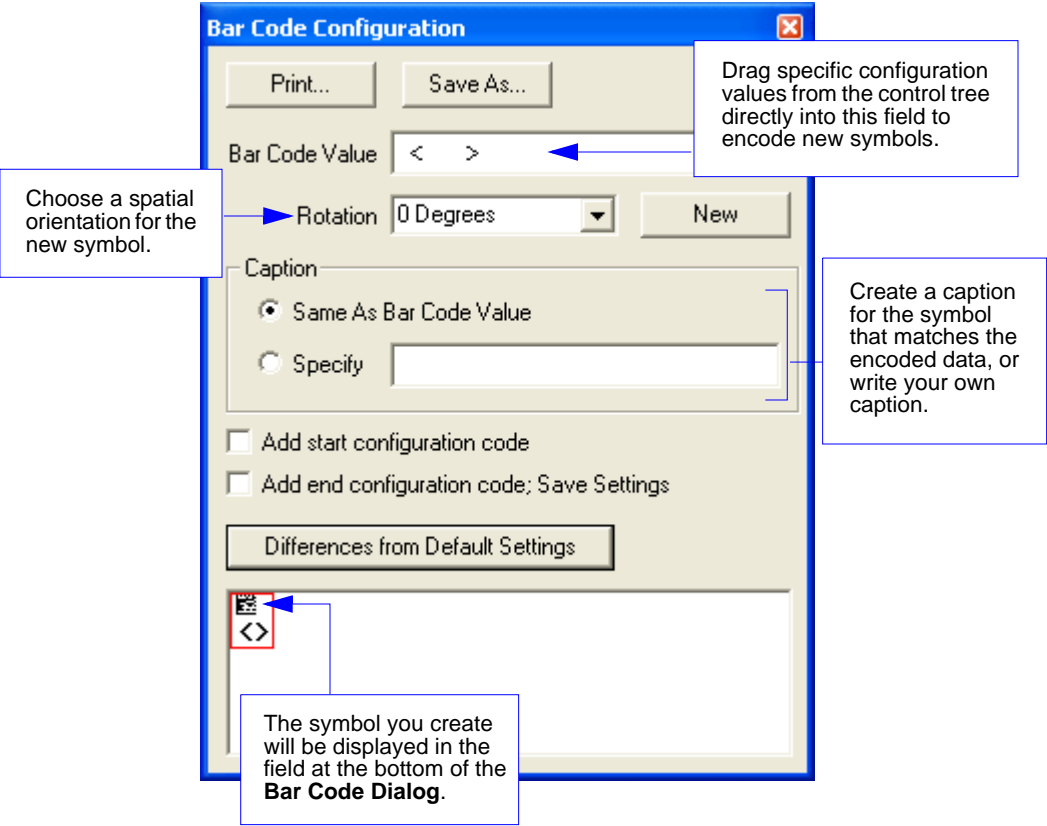 Bar Code Configuration
Print...
Save As...
Drag specific configuration
values from the control tree
directly into this field to
encode new symbols.
Bar Code Value
< >
Choose a spatial
orientation for the
new symbol.
Rotation
0 Degrees
New
Caption
Same As Bar Code Value
Specify
Create a caption
for the symbol
that matches the
encoded data, or
write your own
caption.
Add start configuration code
Add end configuration code; Save Settings
Differences from Default Settings
<>
The symbol you create
will be displayed in the
field at the bottom of the
Bar Code Dialog.